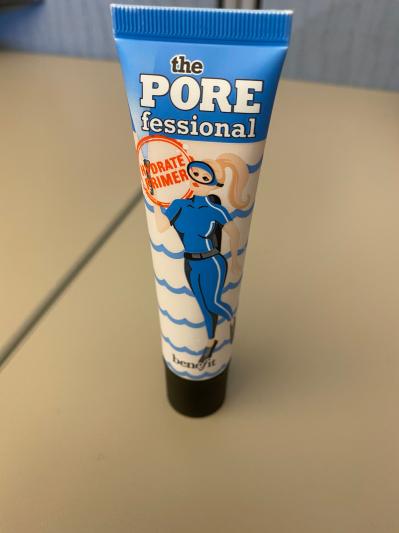 the
PORE
fessional
HYDRATE
PRIMER
benefit